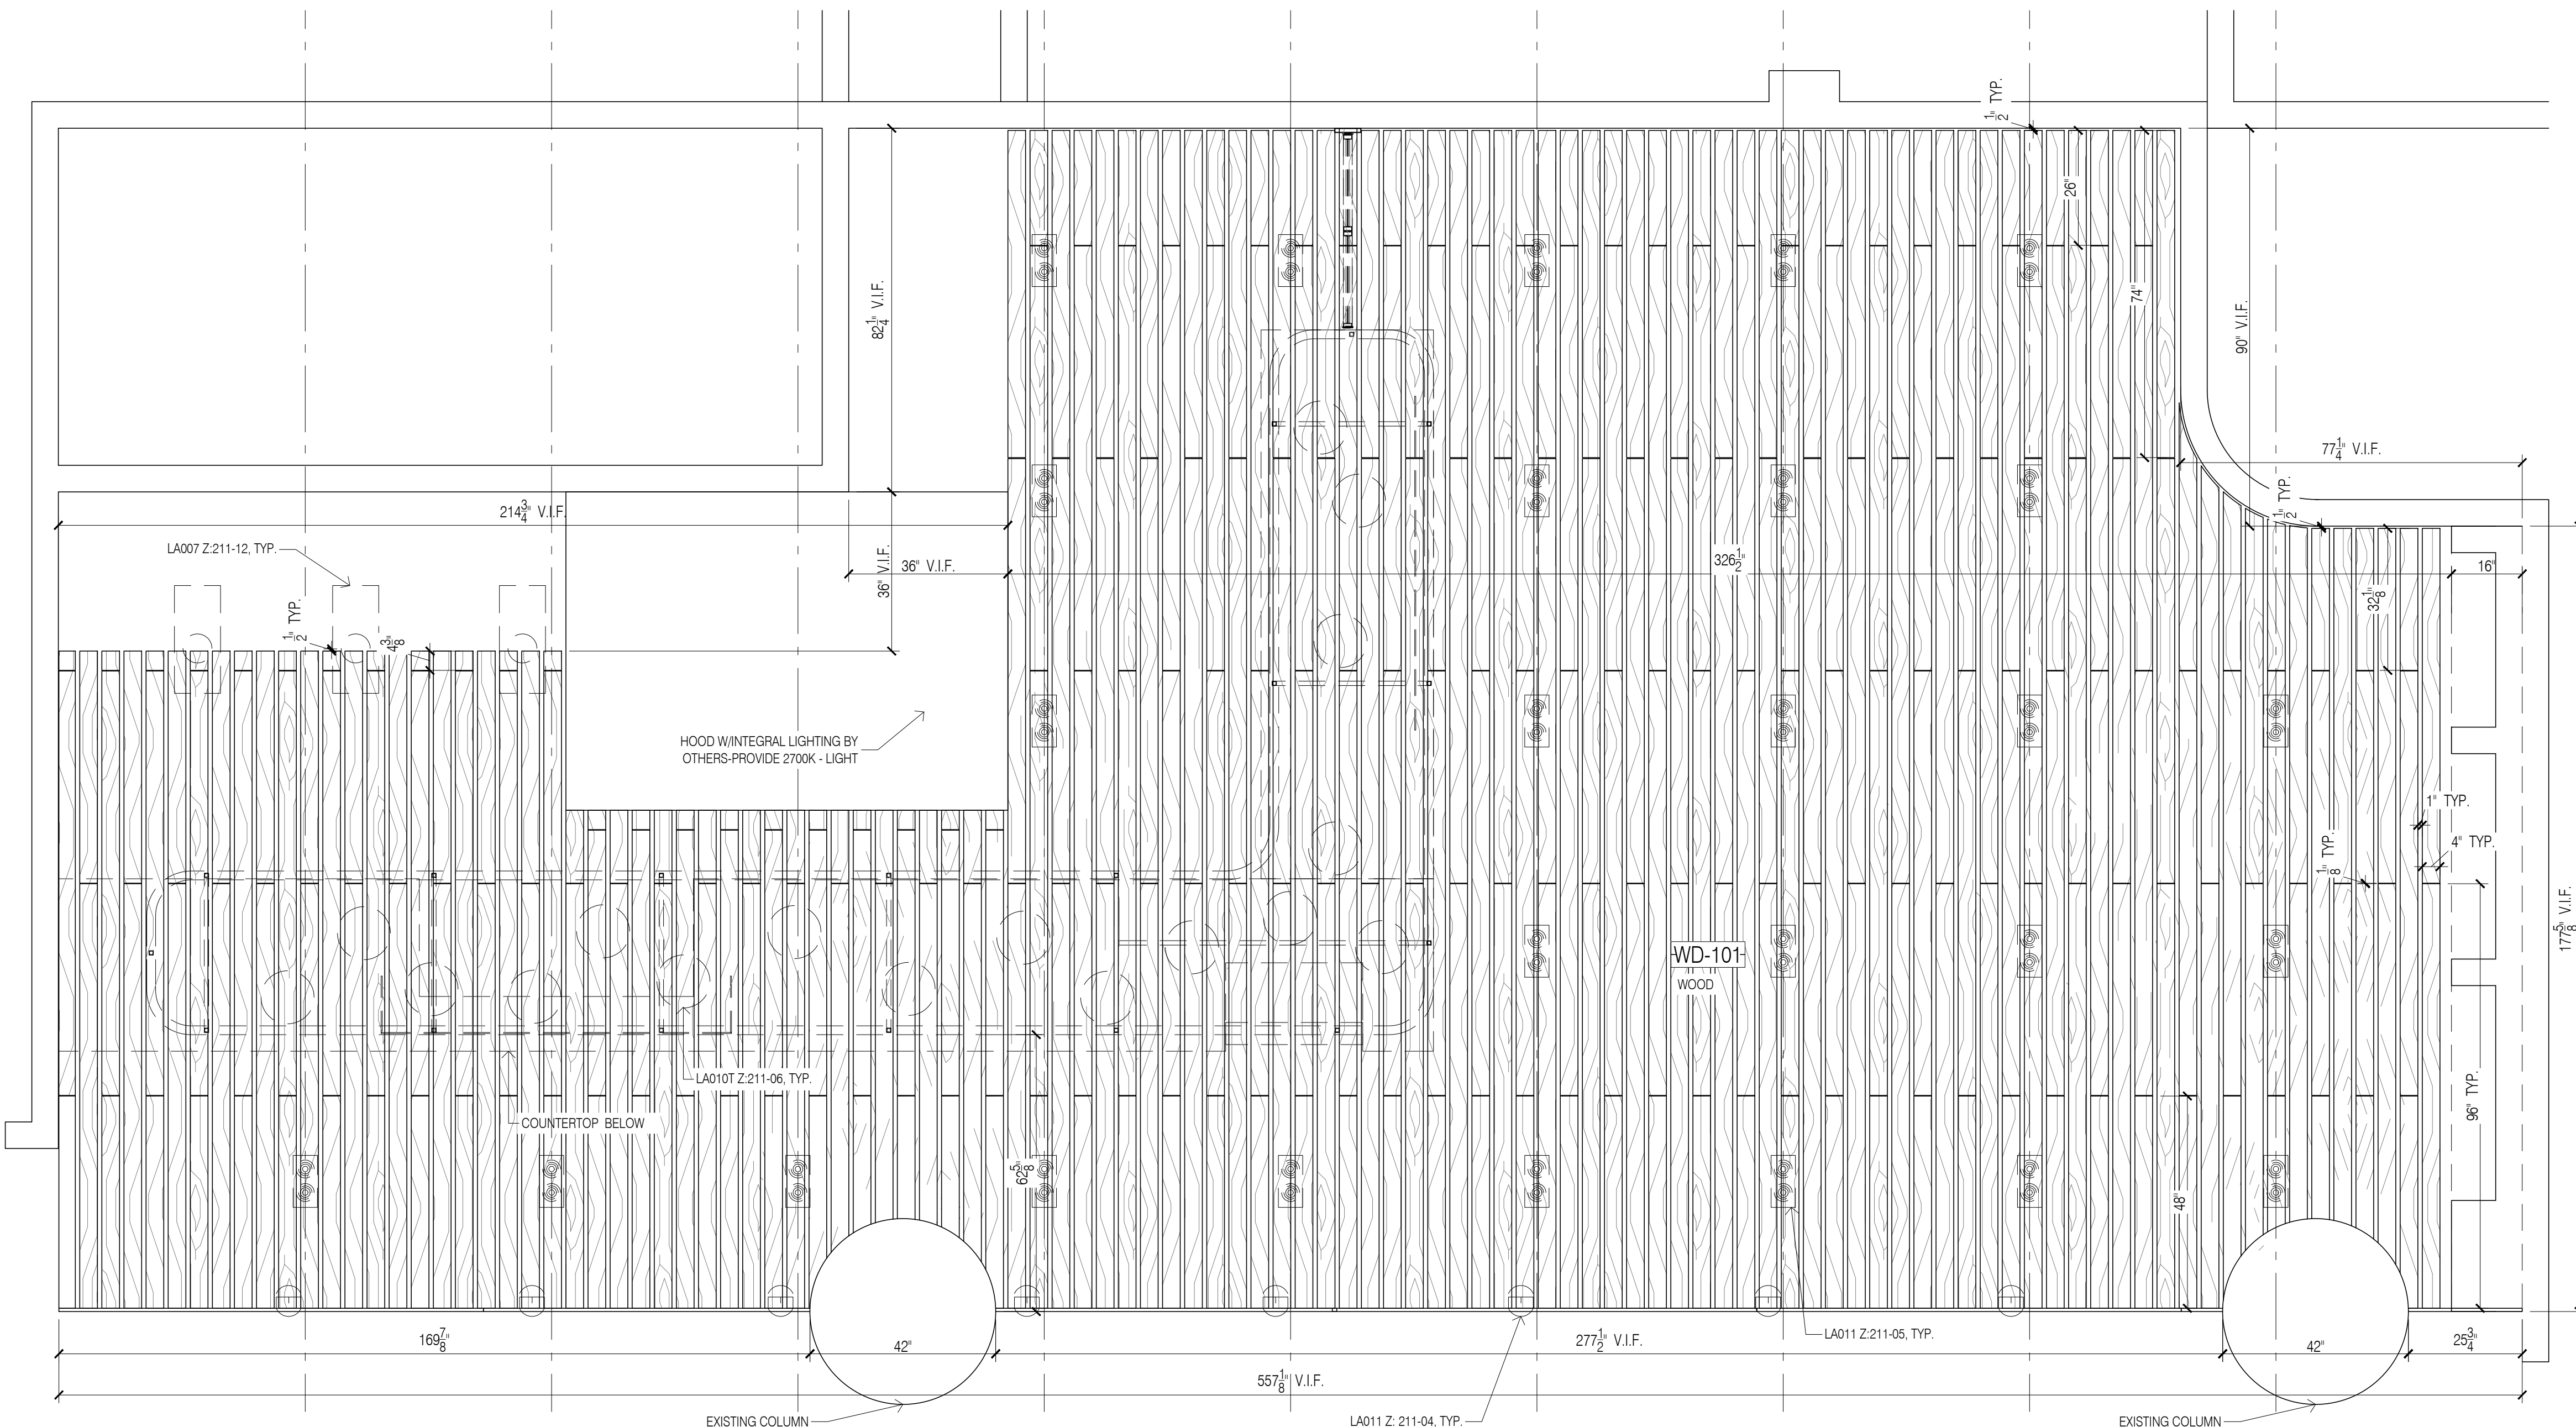 1/2" TYP.
26"
74"
82 1/4" V.I.F.
90" V.I.F.
77 1/4" V.I.F.
214 3/4" V.I.F.
1/2" TYP.
LA007 Z:211-12, TYP.
36" V.I.F.
36" V.I.F.
326 1/2"
16"
32 1/8"
1/2" TYP.
4 3/8"
HOOD W/INTEGRAL LIGHTING BY
OTHERS-PROVIDE 2700K - LIGHT
1" TYP.
4" TYP.
1/8" TYP.
177 5/8" V.I.F.
WD-101
WOOD
LA010T Z:211-06, TYP.
COUNTERTOP BELOW
96" TYP.
62 5/8"
48"
169 7/8"
42"
277 1/2" V.I.F.
LA011 Z:211-05, TYP.
42"
25 3/4"
557 1/8" V.I.F.
EXISTING COLUMN
LA011 Z: 211-04, TYP.
EXISTING COLUMN